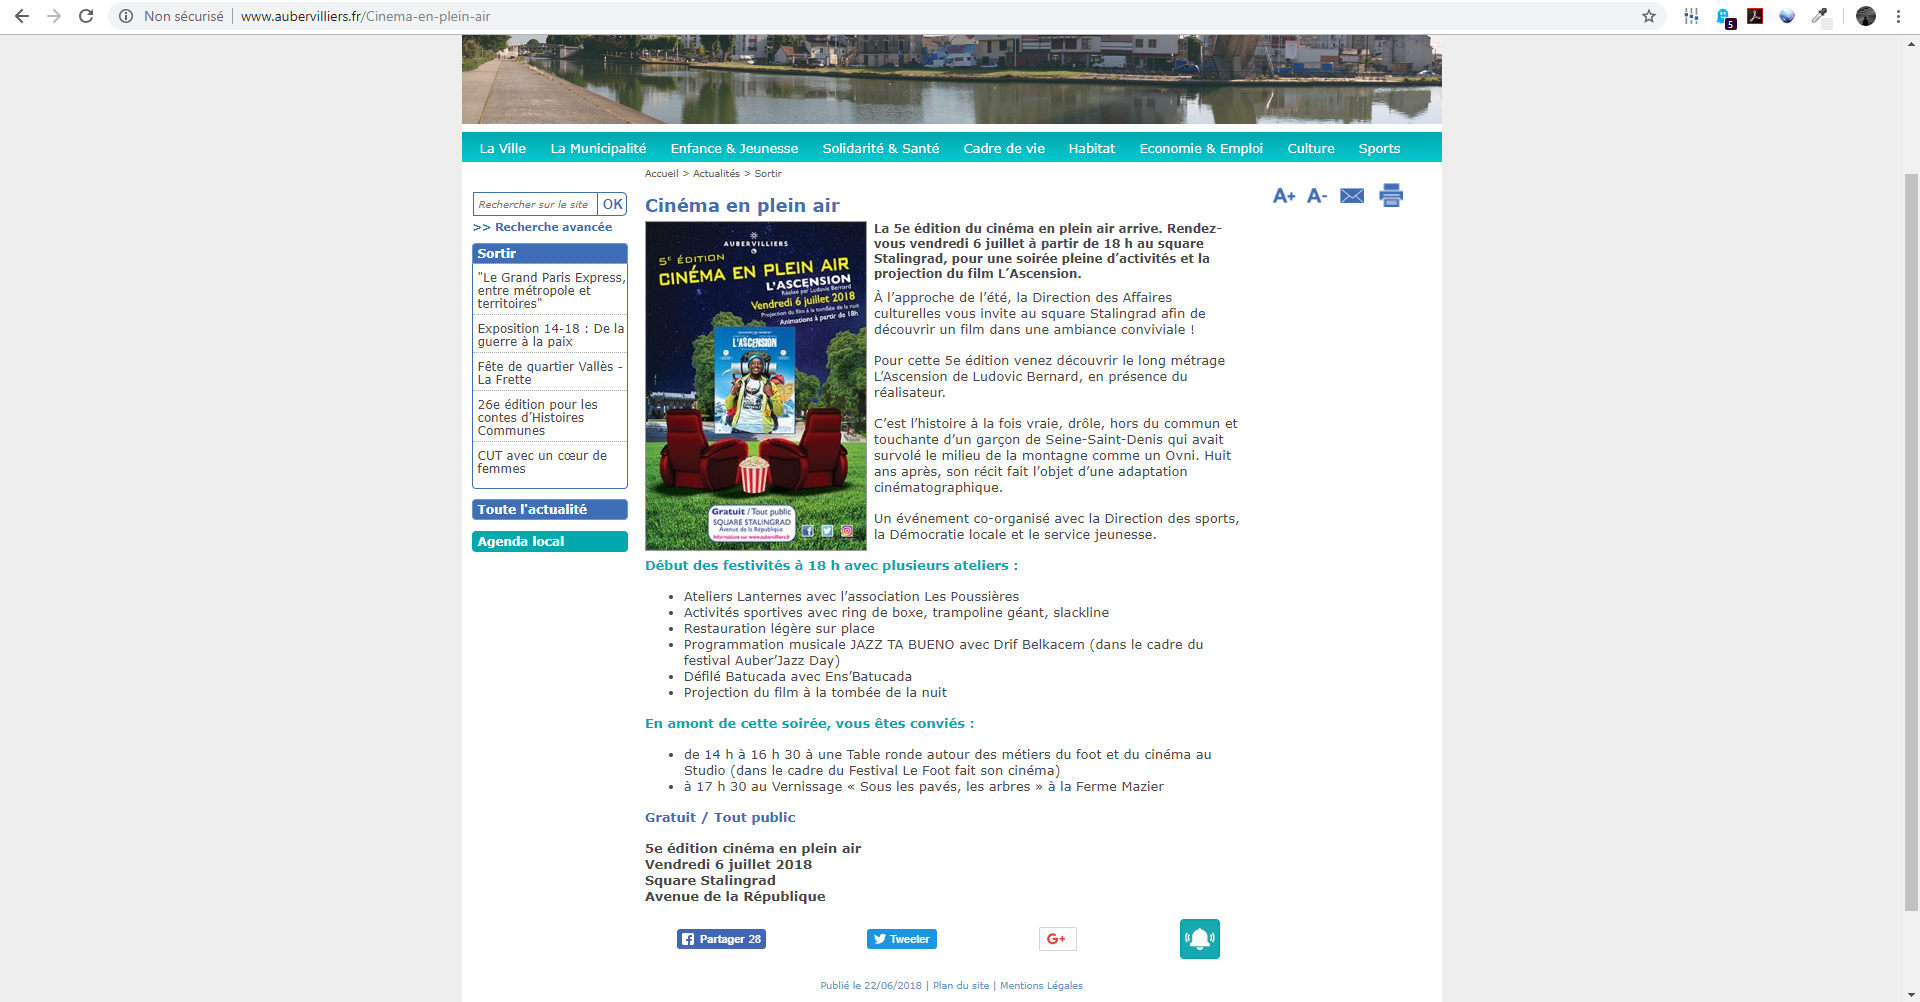 Non sécurisé
www.aubervilliers.fr/Cinema-en-plein-air
5
La Ville La Municipalité Enfance & Jeunesse Solidarité & Santé Cadre de vie Habitat Economie & Emploi Culture Sports
Accueil > Actualités > Sortir
A+ A-
Rechercher sur le site OK
>> Recherche avancée
Sortir
"Le Grand Paris Express,
entre métropole et
territoires"
Exposition 14-18 : De la
guerre à la paix
Fête de quartier Vallès -
La Frette
26e édition pour les
contes d’Histoires
Communes
CUT avec un cœur de
femmes
Toute l'actualité
Agenda local
Cinéma en plein air
AUBERVILLIERS
5E ÉDITION
CINÉMA EN PLEIN AIR
L'ASCENSION
Réalisé par Ludovic Bernard
Vendredi 6 juillet 2018
Projection du film à la tombée de la nuit
Animations à partir de 18h
L'ASCENSION
Gratuit / Tout public
SQUARE STALINGRAD
Avenue de la République
Informations sur www.aubervilliers.fr
La 5e édition du cinéma en plein air arrive. Rendez-
vous vendredi 6 juillet à partir de 18 h au square
Stalingrad, pour une soirée pleine d’activités et la
projection du film L’Ascension.
À l’approche de l’été, la Direction des Affaires
culturelles vous invite au square Stalingrad afin de
découvrir un film dans une ambiance conviviale !
Pour cette 5e édition venez découvrir le long métrage
L’Ascension de Ludovic Bernard, en présence du
réalisateur.
C’est l’histoire à la fois vraie, drôle, hors du commun et
touchante d’un garçon de Seine-Saint-Denis qui avait
survolé le milieu de la montagne comme un Ovni. Huit
ans après, son récit fait l’objet d’une adaptation
cinématographique.
Un événement co-organisé avec la Direction des sports,
la Démocratie locale et le service jeunesse.
Début des festivités à 18 h avec plusieurs ateliers :
• Ateliers Lanternes avec l’association Les Poussières
• Activités sportives avec ring de boxe, trampoline géant, slackline
• Restauration légère sur place
• Programmation musicale JAZZ TA BUENO avec Drif Belkacem (dans le cadre du
festival Auber’Jazz Day)
• Défilé Batucada avec Ens’Batucada
• Projection du film à la tombée de la nuit
En amont de cette soirée, vous êtes conviés :
• de 14 h à 16 h 30 à une Table ronde autour des métiers du foot et du cinéma au
Studio (dans le cadre du Festival Le Foot fait son cinéma)
• à 17 h 30 au Vernissage « Sous les pavés, les arbres » à la Ferme Mazier
Gratuit / Tout public
5e édition cinéma en plein air
Vendredi 6 juillet 2018
Square Stalingrad
Avenue de la République
Partager 28
Tweeter
G+
Publié le 22/06/2018 | Plan du site | Mentions Légales